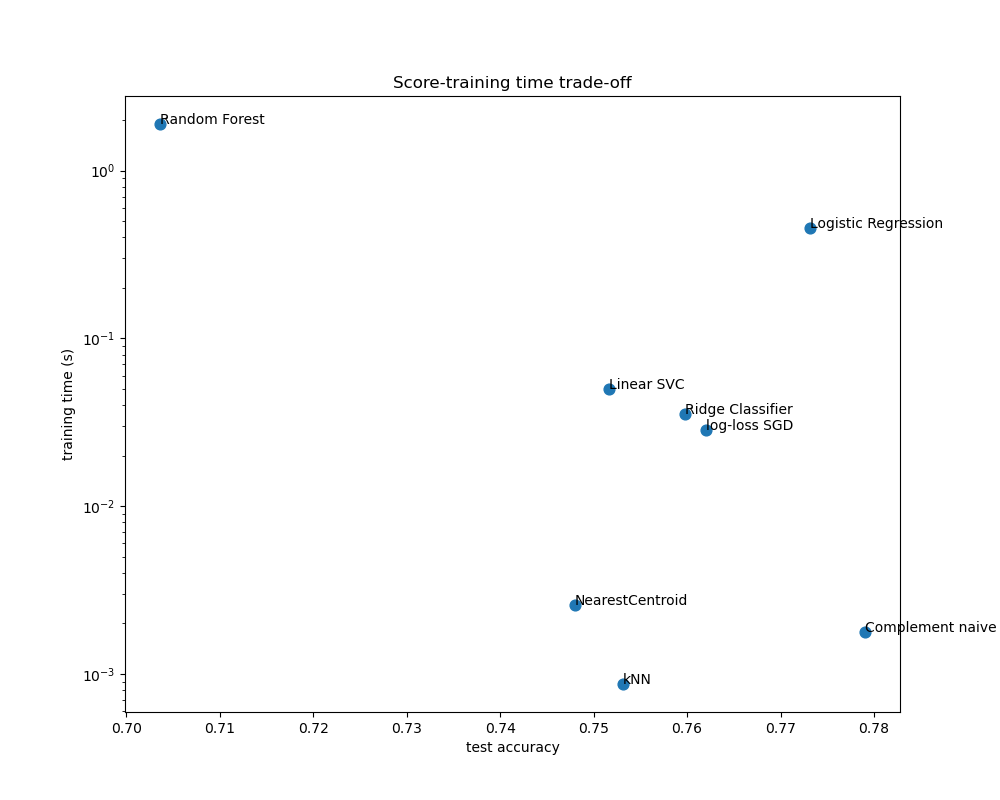 Score-training time trade-off
Random Forest
Logistic Regression
Linear SVC
Ridge Classifier
log-loss SGD
NearestCentroid
Complement naive
kNN
10⁰
10⁻¹
10⁻²
10⁻³
training time (s)
0.70 0.71 0.72 0.73 0.74 0.75 0.76 0.77 0.78
test accuracy